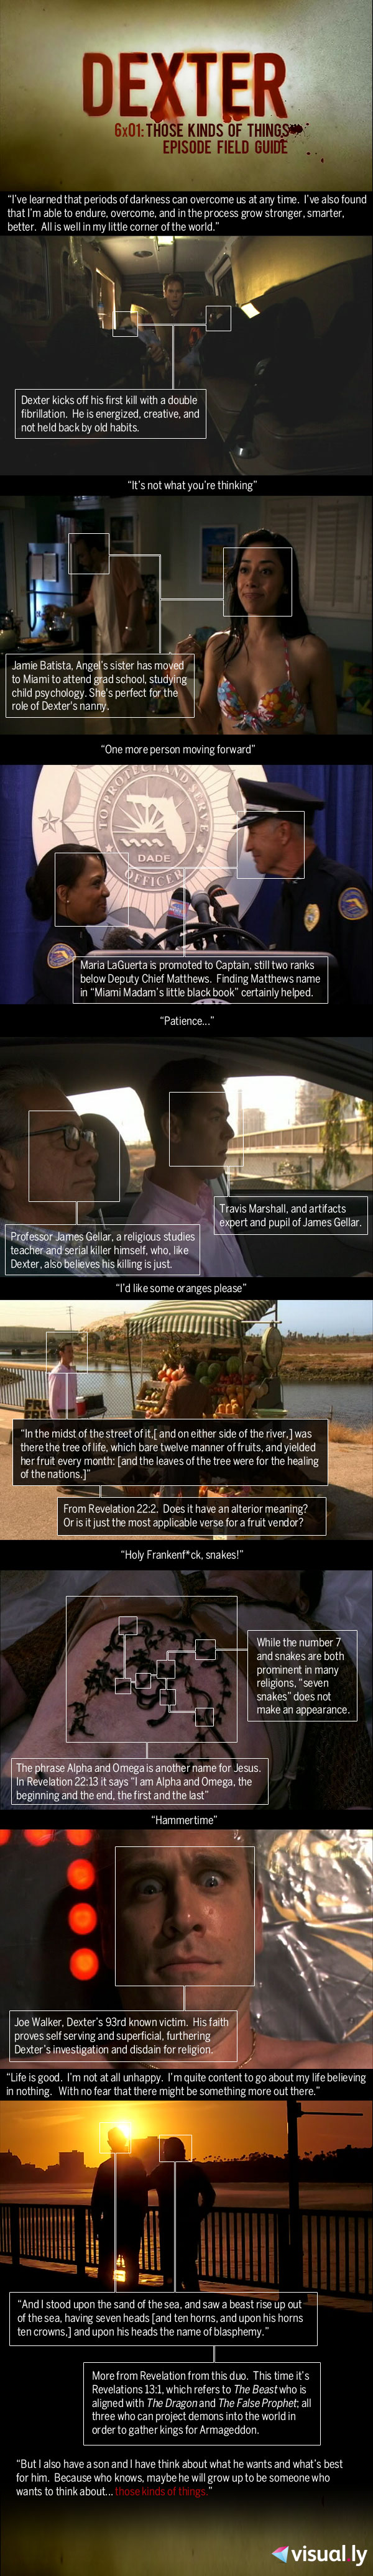 DEXTER
6x01: THOSE KINDS OF THINGS
EPISODE FIELD GUIDE
“I've learned that periods of darkness can overcome us at any time. I've also found
that I'm able to endure, overcome, and in the process grow stronger, smarter,
better. All is well in my little corner of the world.”
Dexter kicks off his first kill with a double
fibrillation. He is energized, creative, and
not held back by old habits.
“It's not what you're thinking”
Jamie Batista, Angel's sister has moved
to Miami to attend grad school, studying
child psychology. She's perfect for the
role of Dexter's nanny.
“One more person moving forward”
TO PROTECT AND SERVE
DADE
OFFICER
Maria LaGuerta is promoted to Captain, still two ranks
below Deputy Chief Matthews. Finding Matthews name
in “Miami Madam's little black book” certainly helped.
“Patience...”
Travis Marshall, and artifacts
expert and pupil of James Gellar.
Professor James Gellar, a religious studies
teacher and serial killer himself, who, like
Dexter, also believes his killing is just.
“I'd like some oranges please”
“In the midst of the street of it,[ and on either side of the river,] was
there the tree of life, which bare twelve manner of fruits, and yielded
her fruit every month: [and the leaves of the tree were for the healing
of the nations.]”
From Revelation 22:2. Does it have an alterior meaning?
Or is it just the most applicable verse for a fruit vendor?
“Holy Frankenf*ck, snakes!”
While the number 7
and snakes are both
prominent in many
religions, “seven
snakes” does not
make an appearance.
The phrase Alpha and Omega is another name for Jesus.
In Revelation 22:13 it says “I am Alpha and Omega, the
beginning and the end, the first and the last”
“Hammertime”
Joe Walker, Dexter's 93rd known victim. His faith
proves self serving and superficial, furthering
Dexter's investigation and disdain for religion.
“Life is good. I'm not at all unhappy. I'm quite content to go about my life believing
in nothing. With no fear that there might be something more out there.”
“And I stood upon the sand of the sea, and saw a beast rise up out
of the sea, having seven heads [and ten horns, and upon his horns
ten crowns,] and upon his heads the name of blasphemy.”
More from Revelation from this duo. This time it's
Revelations 13:1, which refers to The Beast who is
aligned with The Dragon and The False Prophet; all
three who can project demons into the world in
order to gather kings for Armageddon.
“But I also have a son and I have think about what he wants and what's best
for him. Because who knows, maybe he will grow up to be someone who
wants to think about... those kinds of things.”
visual.ly